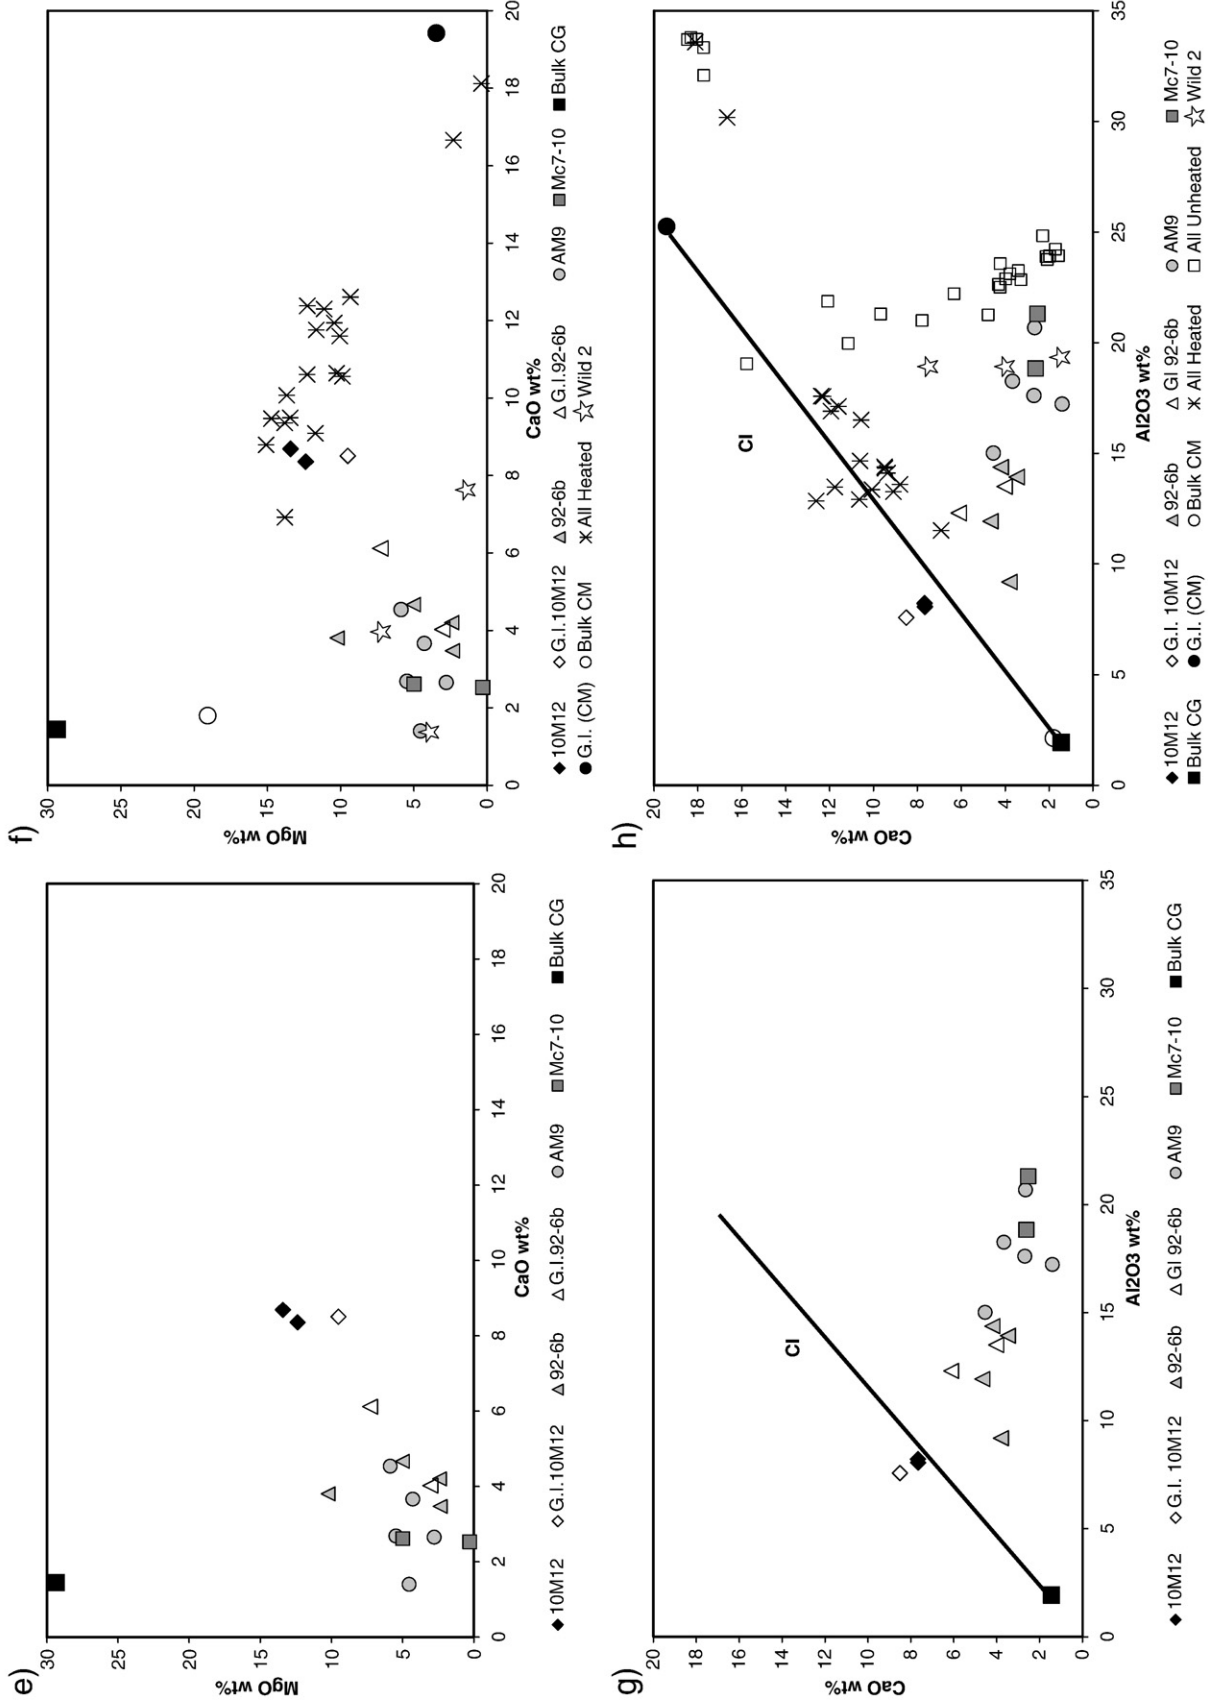 e)
MgO wt%
30
25
20
15
10
5
0
0 2 4 6 8 10 12 14 16 18 20
CaO wt%
10M12 G.I.10M12 92-6b G.I.92-6b AM9 Mc7-10 Bulk CG
f)
MgO wt%
30
25
20
15
10
5
0
0 2 4 6 8 10 12 14 16 18 20
CaO wt%
10M12 G.I.10M12 92-6b G.I.92-6b AM9 Mc7-10 Bulk CG
G.I. (CM) Bulk CM All Heated Wild 2
g)
CaO wt%
20
18
16
14
12
10
8
6
4
2
0
CI
0 5 10 15 20 25 30 35
Al2O3 wt%
10M12 G.I. 10M12 92-6b GI 92-6b AM9 Mc7-10 Bulk CG
h)
CaO wt%
20
18
16
14
12
10
8
6
4
2
0
CI
0 5 10 15 20 25 30 35
Al2O3 wt%
10M12 G.I. 10M12 92-6b GI 92-6b AM9 Mc7-10
Bulk CG G.I. (CM) Bulk CM All Heated All Unheated Wild 2